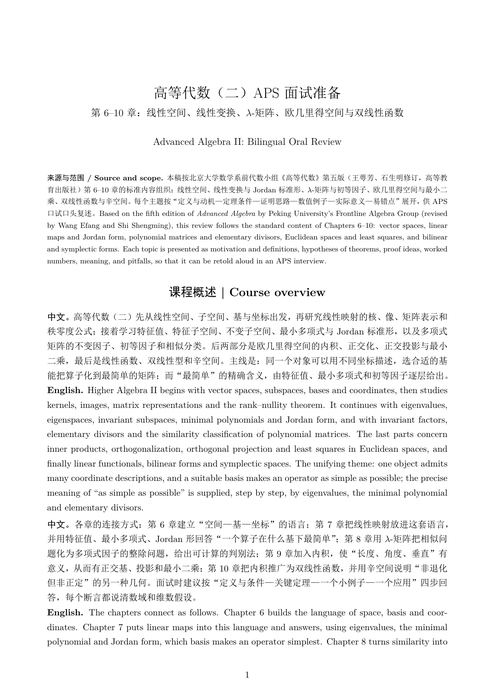 高等代数（二）APS 面试准备
第 6–10 章：线性空间、线性变换、λ-矩阵、欧几里得空间与双线性函数
Advanced Algebra II: Bilingual Oral Review
来源与范围 / Source and scope. 本稿按北京大学数学系前代数小组《高等代数》第五版（王萼芳、石生明修订，高等教
育出版社）第 6–10 章的标准内容组织：线性空间、线性变换与 Jordan 标准形、λ-矩阵与初等因子、欧几里得空间与最小二
乘、双线性函数与辛空间。每个主题按“定义与动机—定理条件—证明思路—数值例子—实际意义—易错点”展开，供 APS
口试口头复述。Based on the fifth edition of Advanced Algebra by Peking University's Frontline Algebra Group (revised
by Wang Efang and Shi Shengming), this review follows the standard content of Chapters 6–10: vector spaces, linear
maps and Jordan form, polynomial matrices and elementary divisors, Euclidean spaces and least squares, and bilinear
and symplectic forms. Each topic is presented as motivation and definitions, hypotheses of theorems, proof ideas, worked
numbers, meaning, and pitfalls, so that it can be retold aloud in an APS interview.
课程概述 | Course overview
中文。高等代数（二）先从线性空间、子空间、基与坐标出发，再研究线性映射的核、像、矩阵表示和
秩零度公式；接着学习特征值、特征子空间、不变子空间、最小多项式与 Jordan 标准形，以及多项式
矩阵的不变因子、初等因子和相似分类。后两部分是欧几里得空间的内积、正交化、正交投影与最小
二乘，最后是线性函数、双线性型和辛空间。主线是：同一个对象可以用不同坐标描述，选合适的基
能把算子化到最简单的矩阵；而“最简单”的精确含义，由特征值、最小多项式和初等因子逐层给出。
English. Higher Algebra II begins with vector spaces, subspaces, bases and coordinates, then studies
kernels, images, matrix representations and the rank–nullity theorem. It continues with eigenvalues,
eigenspaces, invariant subspaces, minimal polynomials and Jordan form, and with invariant factors,
elementary divisors and the similarity classification of polynomial matrices. The last parts concern
inner products, orthogonalization, orthogonal projection and least squares in Euclidean spaces, and
finally linear functionals, bilinear forms and symplectic spaces. The unifying theme: one object admits
many coordinate descriptions, and a suitable basis makes an operator as simple as possible; the precise
meaning of “as simple as possible” is supplied, step by step, by eigenvalues, the minimal polynomial
and elementary divisors.
中文。各章的连接方式：第 6 章建立“空间—基—坐标”的语言；第 7 章把线性映射放进这套语言，
并用特征值、最小多项式、Jordan 形回答“一个算子在什么基下最简单”；第 8 章用 λ-矩阵把相似问
题化为多项式因子的整除问题，给出可计算的判别法；第 9 章加入内积，使“长度、角度、垂直”有
意义，从而有正交基、投影和最小二乘；第 10 章把内积推广为双线性函数，并用辛空间说明“非退化
但非正定”的另一种几何。面试时建议按“定义与条件—关键定理—一个小例子—一个应用”四步回
答，每个断言都说清数域和维数假设。
English. The chapters connect as follows. Chapter 6 builds the language of space, basis and coor-
dinates. Chapter 7 puts linear maps into this language and answers, using eigenvalues, the minimal
polynomial and Jordan form, which basis makes an operator simplest. Chapter 8 turns similarity into
1